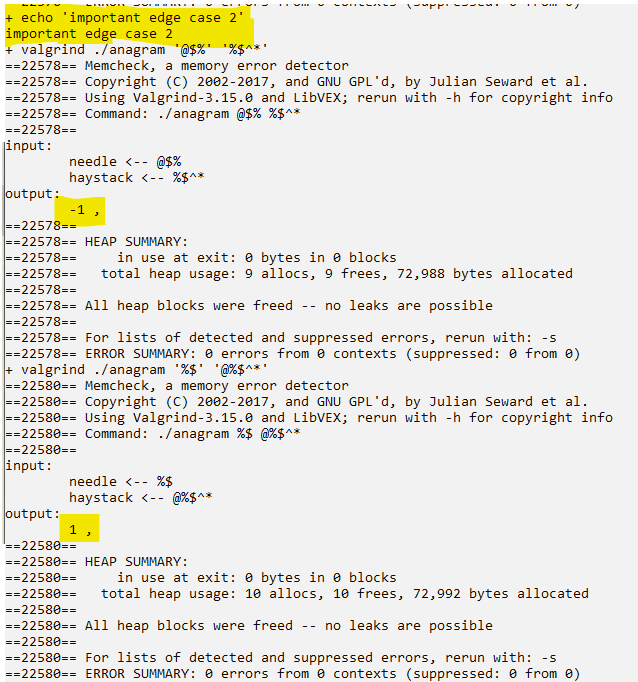 ==22578== ERROR SUMMARY: 0 errors from 0 contexts (suppressed: 0 from 0)
+ echo 'important edge case 2'
important edge case 2
+ valgrind ./anagram '@$%' '%$^*'
==22578== Memcheck, a memory error detector
==22578== Copyright (C) 2002-2017, and GNU GPL'd, by Julian Seward et al.
==22578== Using Valgrind-3.15.0 and LibVEX; rerun with -h for copyright info
==22578== Command: ./anagram @$% %$^*
==22578==
input:
needle <-- @$%
haystack <-- %$^*
output:
-1 ,
==22578==
==22578== HEAP SUMMARY:
==22578== in use at exit: 0 bytes in 0 blocks
==22578== total heap usage: 9 allocs, 9 frees, 72,988 bytes allocated
==22578==
==22578== All heap blocks were freed -- no leaks are possible
==22578==
==22578== For lists of detected and suppressed errors, rerun with: -s
==22578== ERROR SUMMARY: 0 errors from 0 contexts (suppressed: 0 from 0)
+ valgrind ./anagram '%$' '@%$^*'
==22580== Memcheck, a memory error detector
==22580== Copyright (C) 2002-2017, and GNU GPL'd, by Julian Seward et al.
==22580== Using Valgrind-3.15.0 and LibVEX; rerun with -h for copyright info
==22580== Command: ./anagram %$ @%$^*
==22580==
input:
needle <-- %$
haystack <-- @%$^*
output:
1 ,
==22580==
==22580== HEAP SUMMARY:
==22580== in use at exit: 0 bytes in 0 blocks
==22580== total heap usage: 10 allocs, 10 frees, 72,992 bytes allocated
==22580==
==22580== All heap blocks were freed -- no leaks are possible
==22580==
==22580== For lists of detected and suppressed errors, rerun with: -s
==22580== ERROR SUMMARY: 0 errors from 0 contexts (suppressed: 0 from 0)